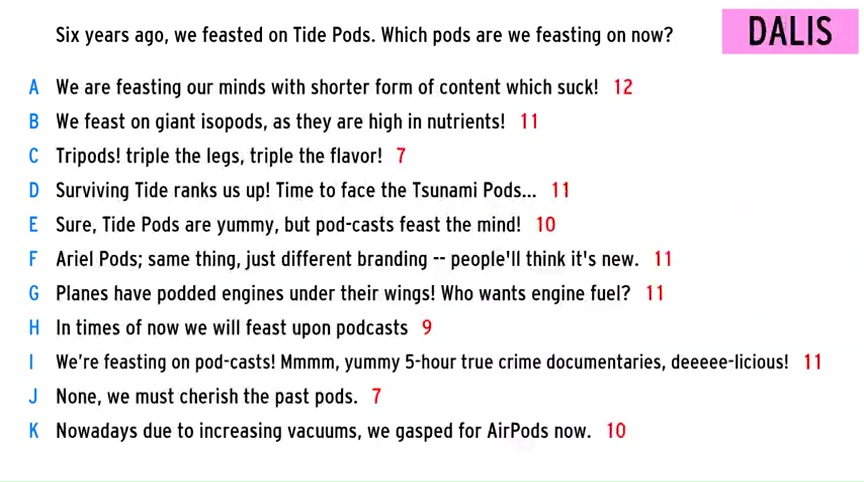 Six years ago, we feasted on Tide Pods. Which pods are we feasting on now?
DALIS
A We are feasting our minds with shorter form of content which suck! 12
B We feast on giant isopods, as they are high in nutrients! 11
C Tripods! triple the legs, triple the flavor! 7
D Surviving Tide ranks us up! Time to face the Tsunami Pods... 11
E Sure, Tide Pods are yummy, but pod-casts feast the mind! 10
F Ariel Pods; same thing, just different branding -- people'll think it's new. 11
G Planes have podded engines under their wings! Who wants engine fuel? 11
H In times of now we will feast upon podcasts 9
I We’re feasting on pod-casts! Mmmm, yummy 5-hour true crime documentaries, deeeee-licious! 11
J None, we must cherish the past pods. 7
K Nowadays due to increasing vacuums, we gasped for AirPods now. 10